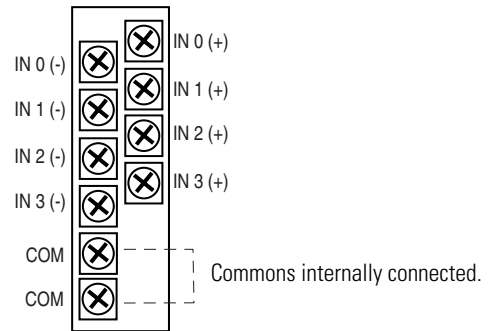 IN 0 (+)
IN 0 (-)
IN 1 (+)
IN 1 (-)
IN 2 (+)
IN 2 (-)
IN 3 (+)
IN 3 (-)
COM
Commons internally connected.
COM